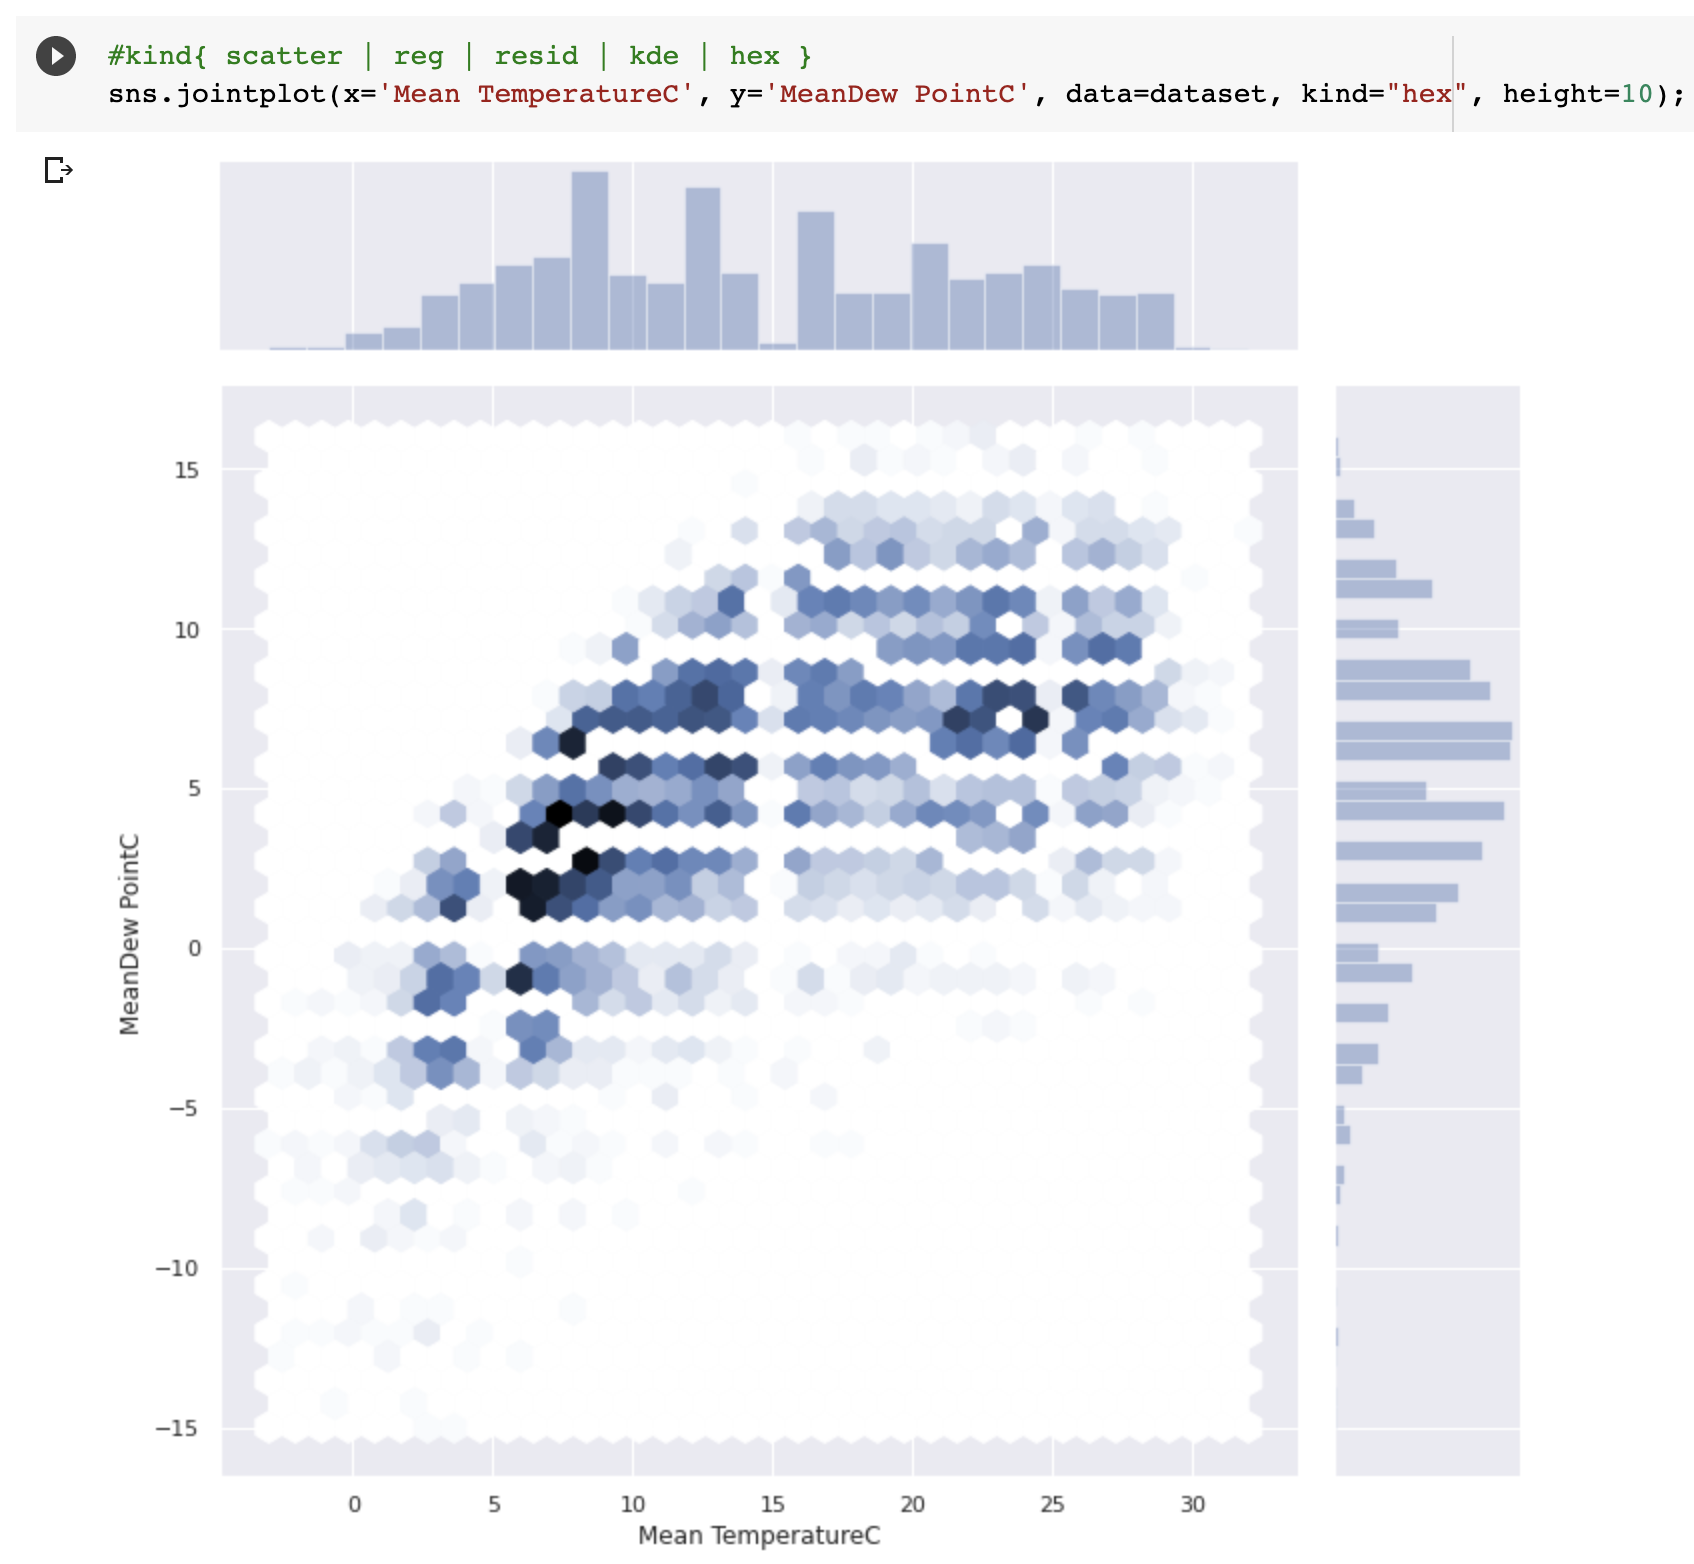 #kind{ scatter | reg | resid | kde | hex }
sns.jointplot(x='Mean TemperatureC', y='MeanDew PointC', data=dataset, kind="hex", height=10);
15
10
5
0
−5
−10
−15
MeanDew PointC
0 5 10 15 20 25 30
Mean TemperatureC